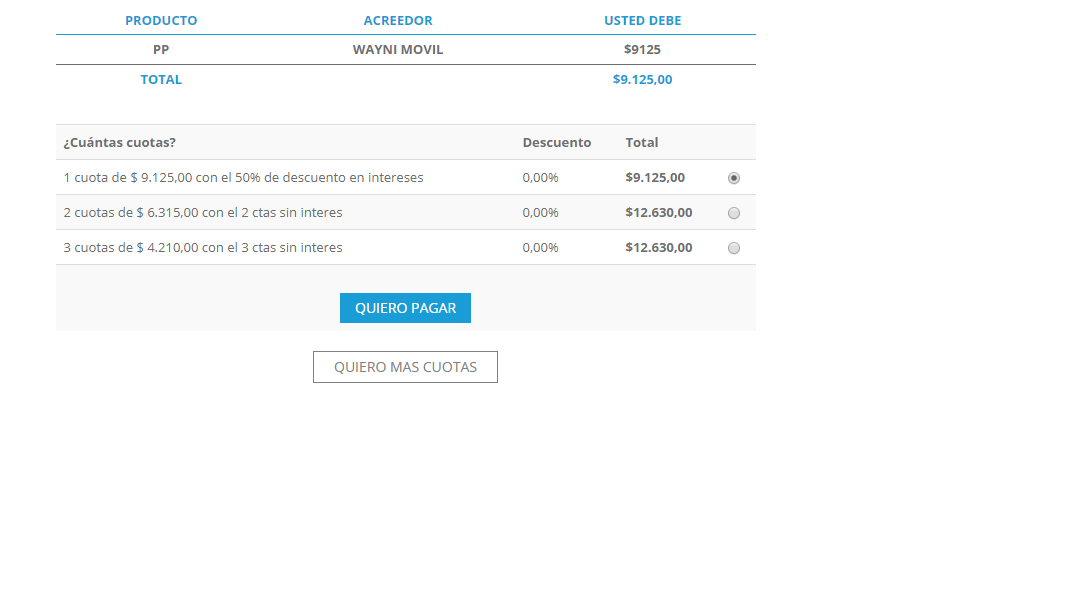 PRODUCTO ACREEDOR USTED DEBE
PP WAYNI MOVIL $9125
TOTAL $9.125,00
¿Cuántas cuotas? Descuento Total
1 cuota de $ 9.125,00 con el 50% de descuento en intereses 0,00% $9.125,00
2 cuotas de $ 6.315,00 con el 2 ctas sin interes 0,00% $12.630,00
3 cuotas de $ 4.210,00 con el 3 ctas sin interes 0,00% $12.630,00
QUIERO PAGAR
QUIERO MAS CUOTAS